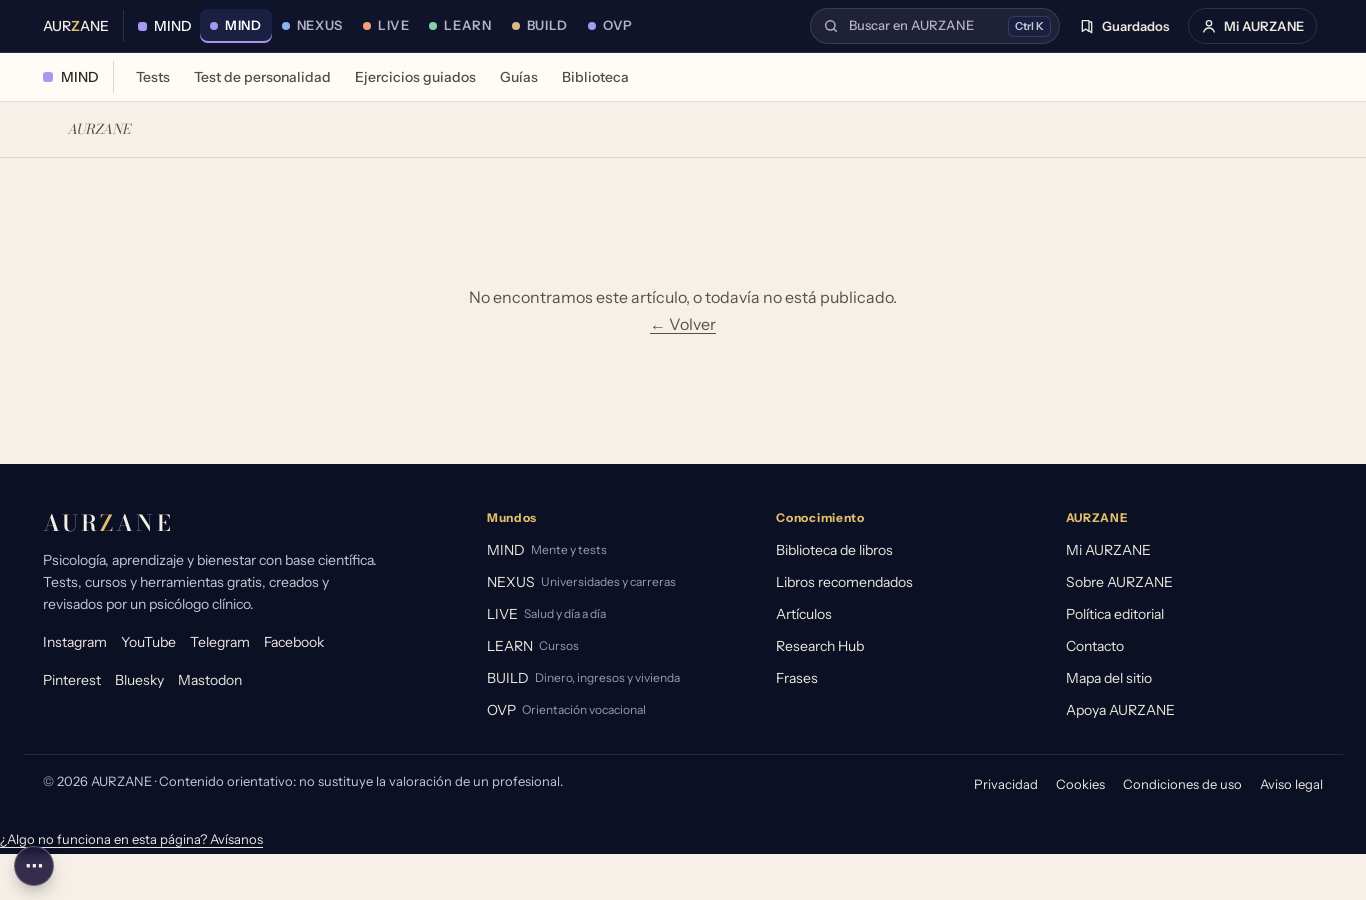 AURZANE MIND MIND NEXUS LIVE LEARN BUILD OVP Buscar en AURZANE Ctrl K Guardados Mi AURZANE
MIND Tests Test de personalidad Ejercicios guiados Guías Biblioteca
AURZANE
No encontramos este artículo, o todavía no está publicado.
← Volver
AURZANE
Psicología, aprendizaje y bienestar con base científica.
Tests, cursos y herramientas gratis, creados y
revisados por un psicólogo clínico.
Instagram YouTube Telegram Facebook
Pinterest Bluesky Mastodon
Mundos
MIND Mente y tests
NEXUS Universidades y carreras
LIVE Salud y día a día
LEARN Cursos
BUILD Dinero, ingresos y vivienda
OVP Orientación vocacional
Conocimiento
Biblioteca de libros
Libros recomendados
Artículos
Research Hub
Frases
AURZANE
Mi AURZANE
Sobre AURZANE
Política editorial
Contacto
Mapa del sitio
Apoya AURZANE
© 2026 AURZANE · Contenido orientativo: no sustituye la valoración de un profesional.
Privacidad Cookies Condiciones de uso Aviso legal
¿Algo no funciona en esta página? Avísanos